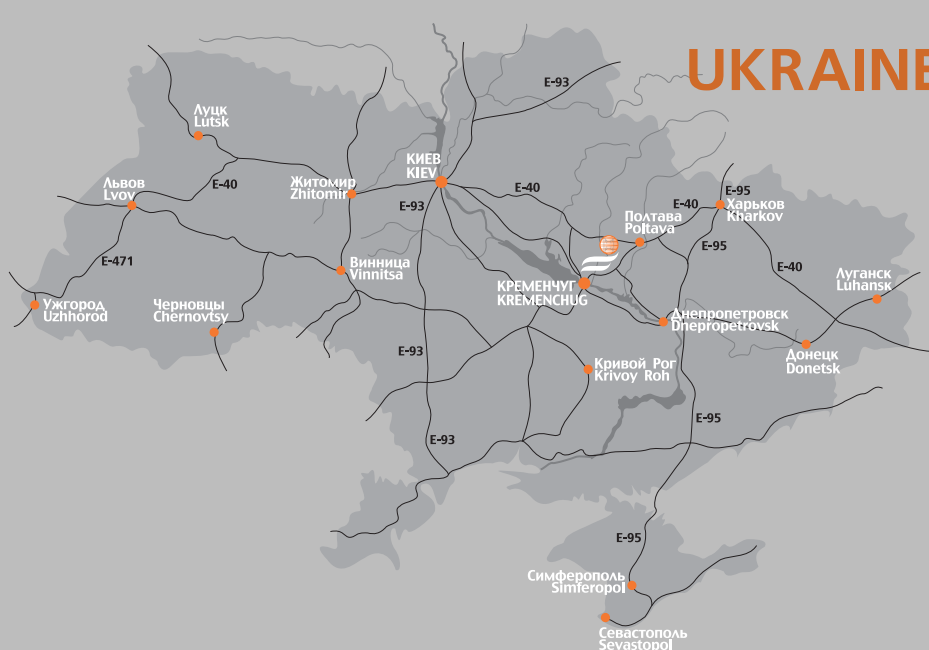 UKRAINE
E-93
Луцк
Lutsk
КИЕВ
KIEV
Львов
Lvov
E-40
Житомир
Zhitomir
E-93
E-40
E-95
E-40
Харьков
Kharkov
Полтава
Poltava
E-95
E-471
Винница
Vinnitsa
E-40
Луганск
Luhansk
КРЕМЕНЧУГ
KREMENCHUG
Ужгород
Uzhhorod
Черновцы
Chernovtsy
Днепропетровск
Dnepropetrovsk
E-93
Донецк
Donetsk
Кривой Рог
Krivoy Roh
E-95
E-93
E-95
Симферополь
Simferopol
Севастополь
Sevastopol